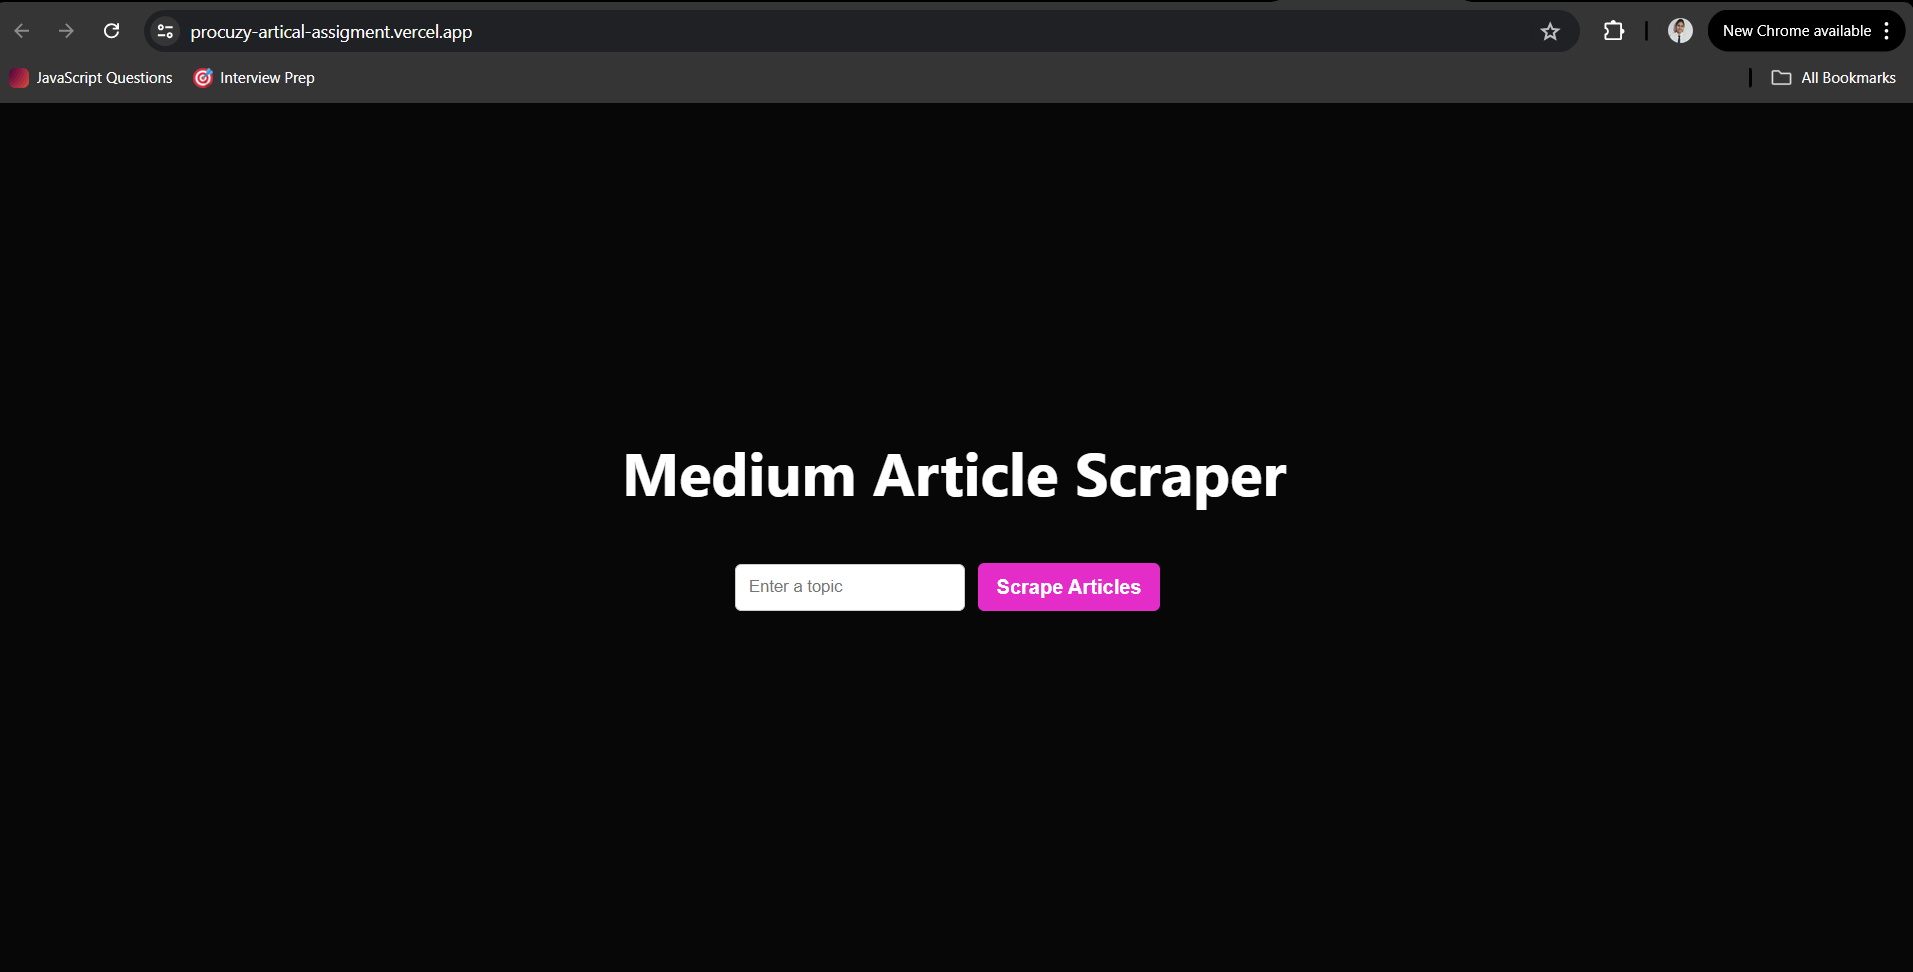 procuzy-artical-assigment.vercel.app
New Chrome available
JavaScript Questions
Interview Prep
All Bookmarks
Medium Article Scraper
Enter a topic
Scrape Articles